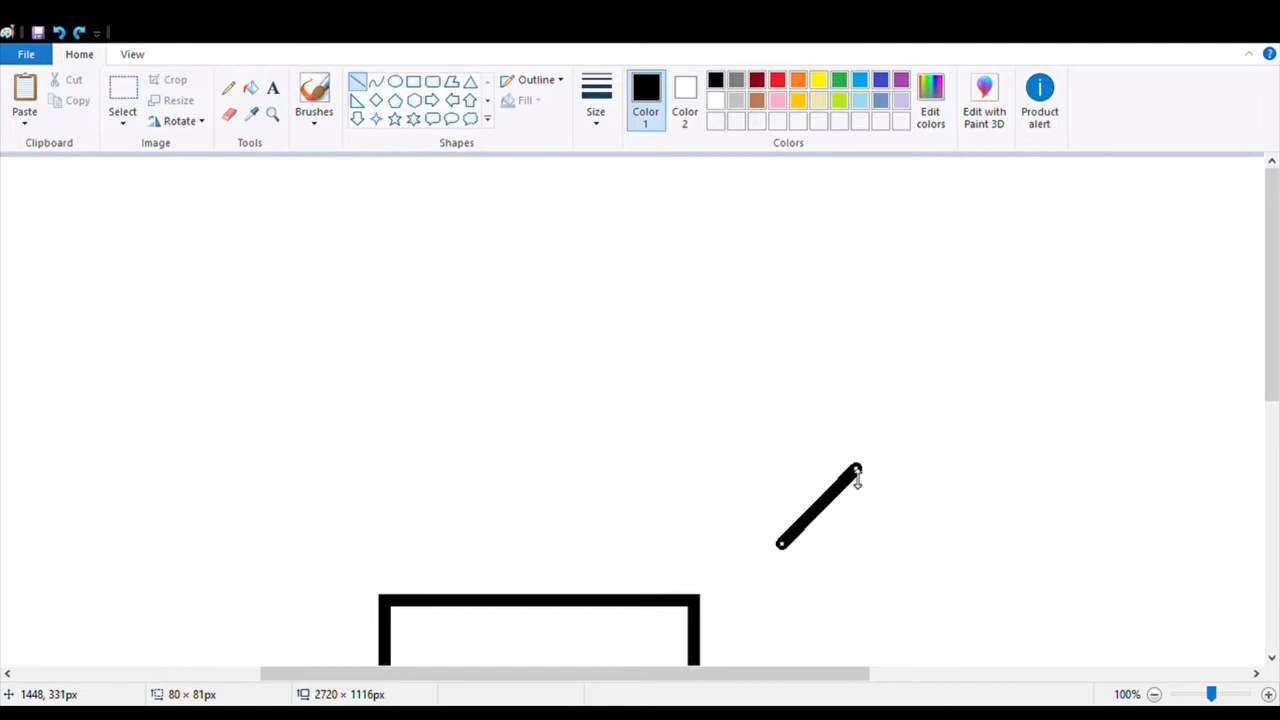 File Home View
Cut Crop Outline
Copy Resize Fill
Paste Select Rotate Brushes Size Color 1 Color 2 Edit colors Edit with Paint 3D Product alert
Clipboard Image Tools Shapes Colors
1448, 331px 80 × 81px 2720 × 1116px 100%